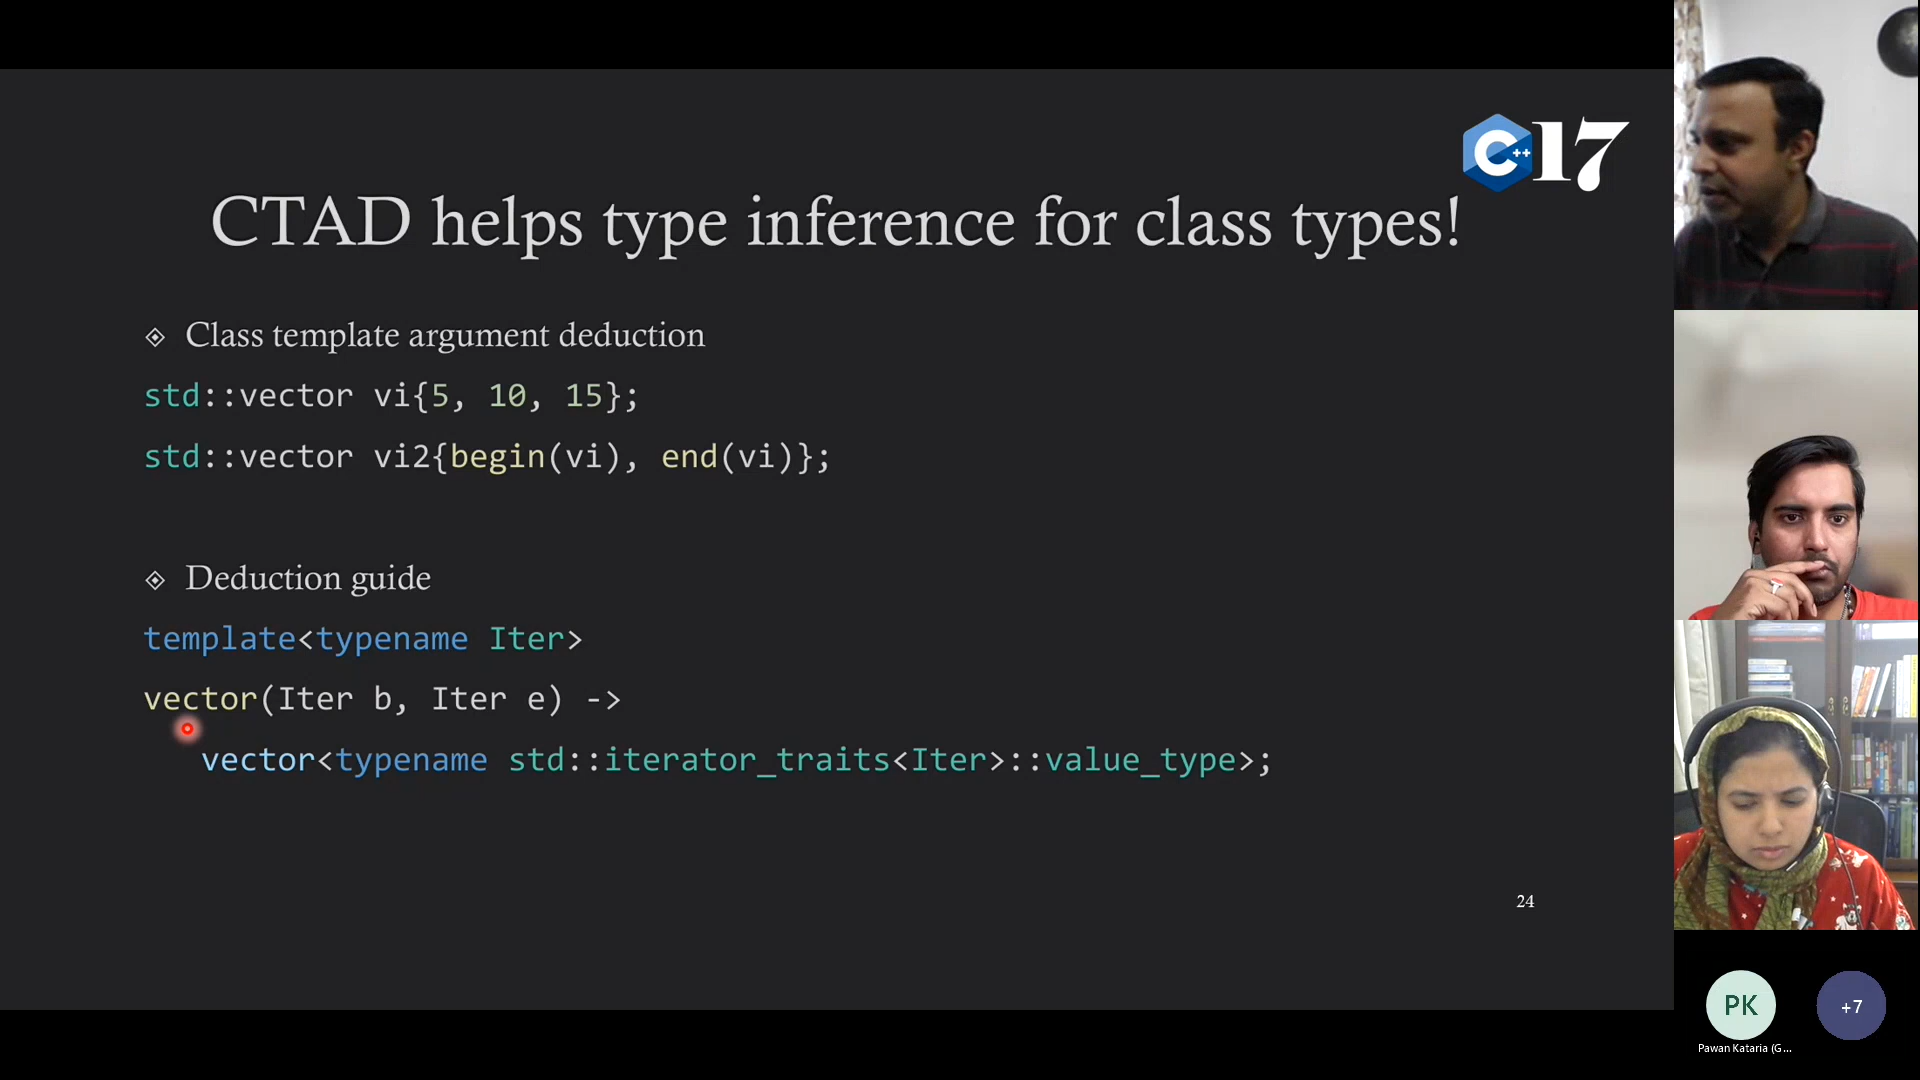 C++17
CTAD helps type inference for class types!
Class template argument deduction
std::vector vi{5, 10, 15};
std::vector vi2{begin(vi), end(vi)};
Deduction guide
template<typename Iter>
vector(Iter b, Iter e) ->
vector<typename std::iterator_traits<Iter>::value_type>;
24
PK
+7
Pawan Kataria (G...